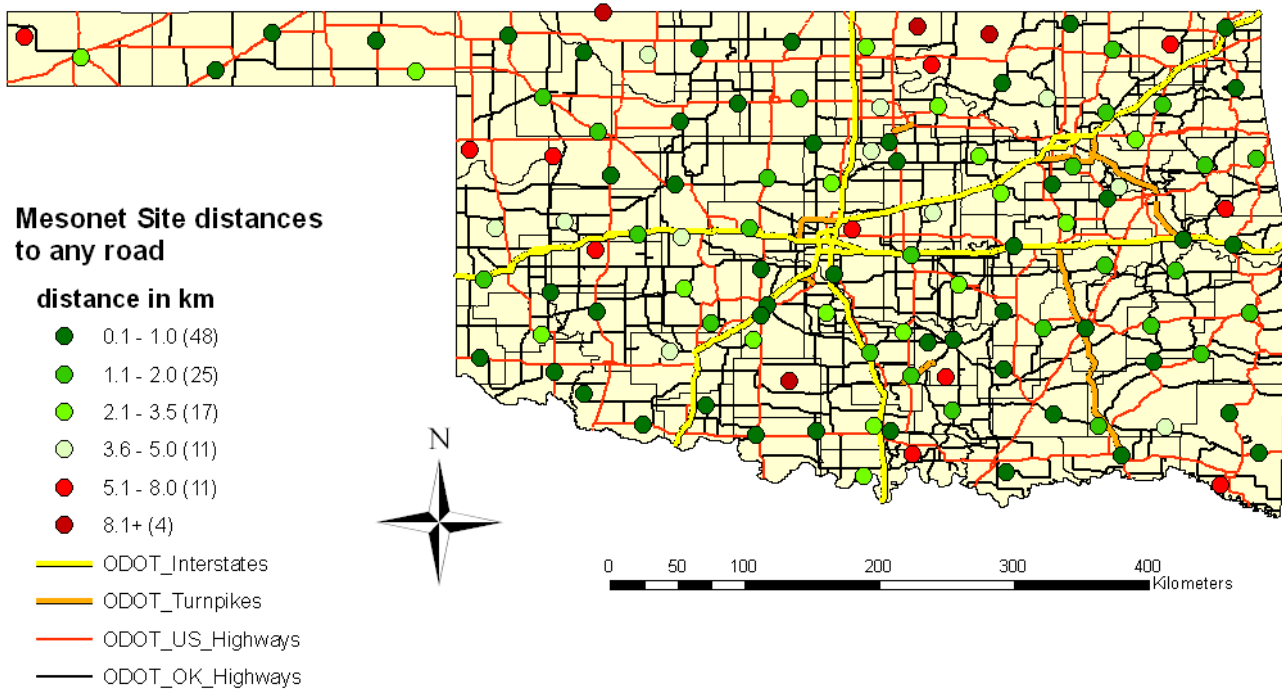 Mesonet Site distances
to any road
distance in km
0.1 - 1.0 (48)
1.1 - 2.0 (25)
2.1 - 3.5 (17)
3.6 - 5.0 (11)
5.1 - 8.0 (11)
8.1+ (4)
ODOT_Interstates
ODOT_Turnpikes
ODOT_US_Highways
ODOT_OK_Highways
N
0 50 100 200 300 400
Kilometers